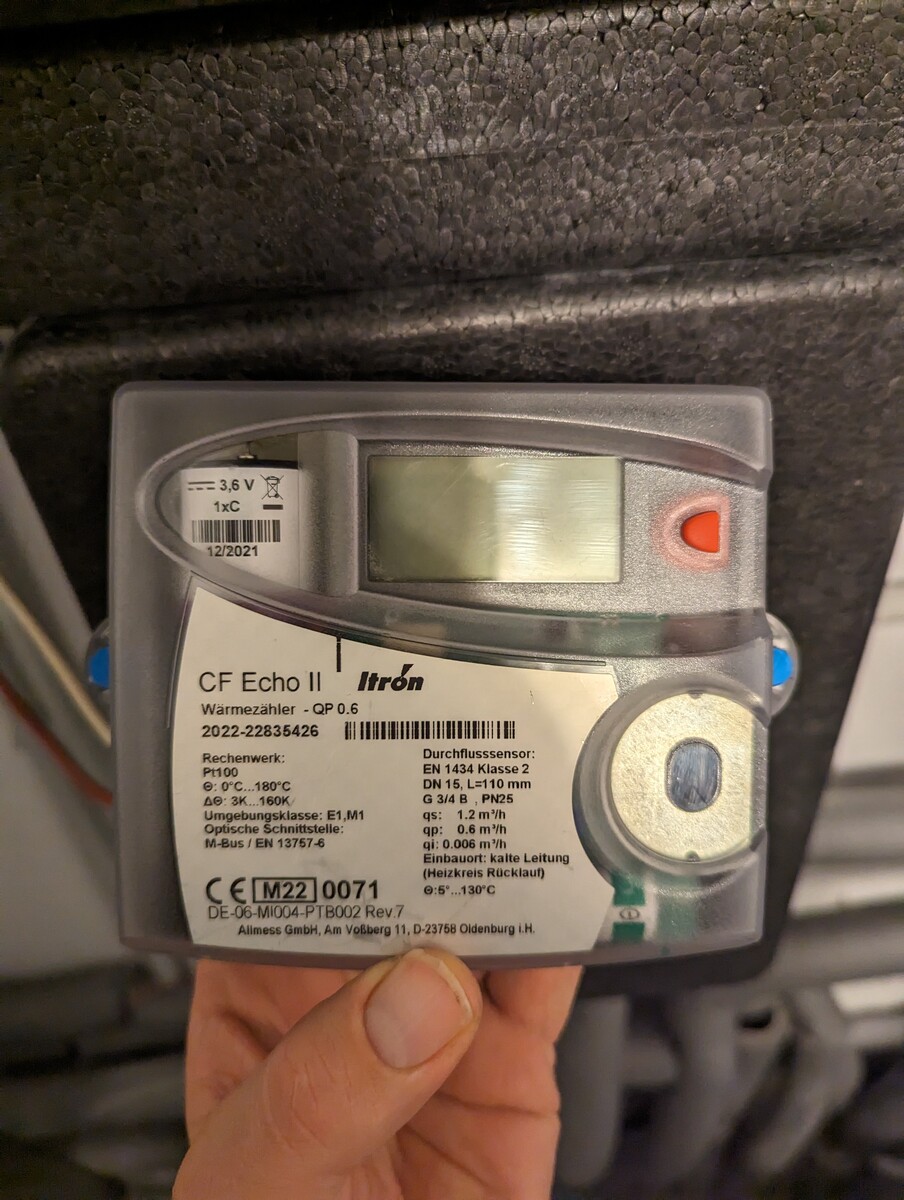 3,6 V
1xC
12/2021
CF Echo II Itrón
Wärmezähler - QP 0.6
2022-22835426
Rechenwerk:
Pt100
Θ: 0°C...180°C
ΔΘ: 3K...160K
Umgebungsklasse: E1,M1
Optische Schnittstelle:
M-Bus / EN 13757-6
Durchflusssensor:
EN 1434 Klasse 2
DN 15, L=110 mm
G 3/4 B , PN25
qs: 1.2 m³/h
qp: 0.6 m³/h
qi: 0.006 m³/h
Einbauort: kalte Leitung
(Heizkreis Rücklauf)
Θ:5°...130°C
CE M22 0071
DE-06-MI004-PTB002 Rev.7
Allmess GmbH, Am Voßberg 11, D-23758 Oldenburg i.H.